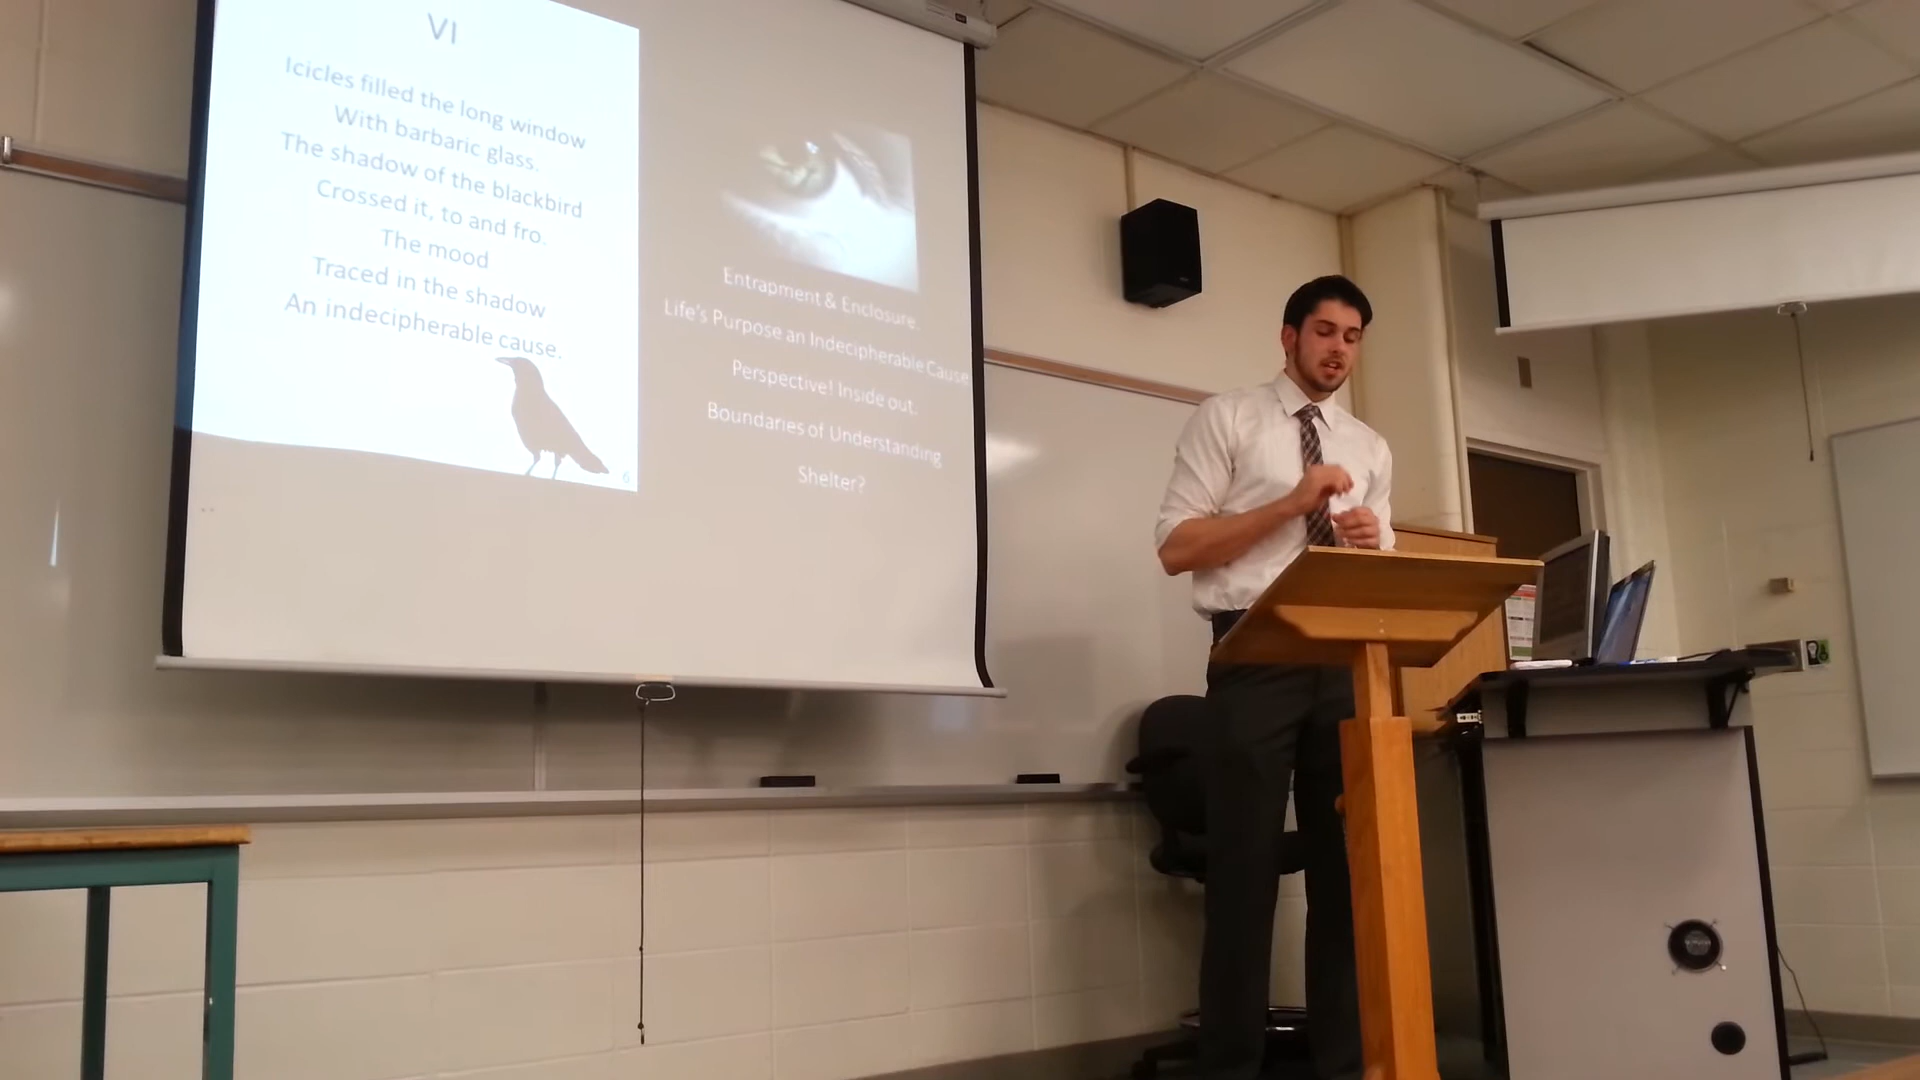 VI
Icicles filled the long window
With barbaric glass.
The shadow of the blackbird
Crossed it, to and fro.
The mood
Traced in the shadow
An indecipherable cause.
6
Entrapment & Enclosure.
Life's Purpose an Indecipherable Cause
Perspective! Inside out.
Boundaries of Understanding
Shelter?